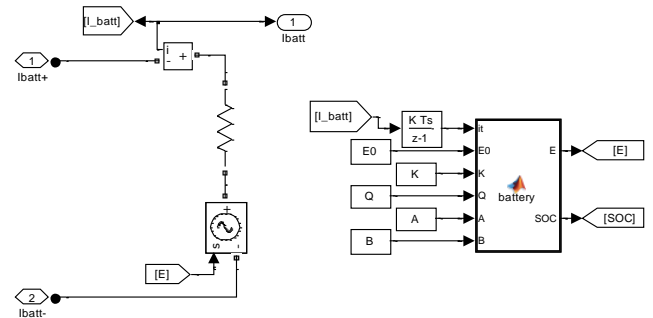 [I_batt]
1
Ibatt
i
-
+
1
Ibatt+
[I_batt]
K Ts
z-1
it
E0
E0
E
[E]
K
K
Q
Q
battery
A
A
SOC
[SOC]
B
B
+
s
-
[E]
2
Ibatt-